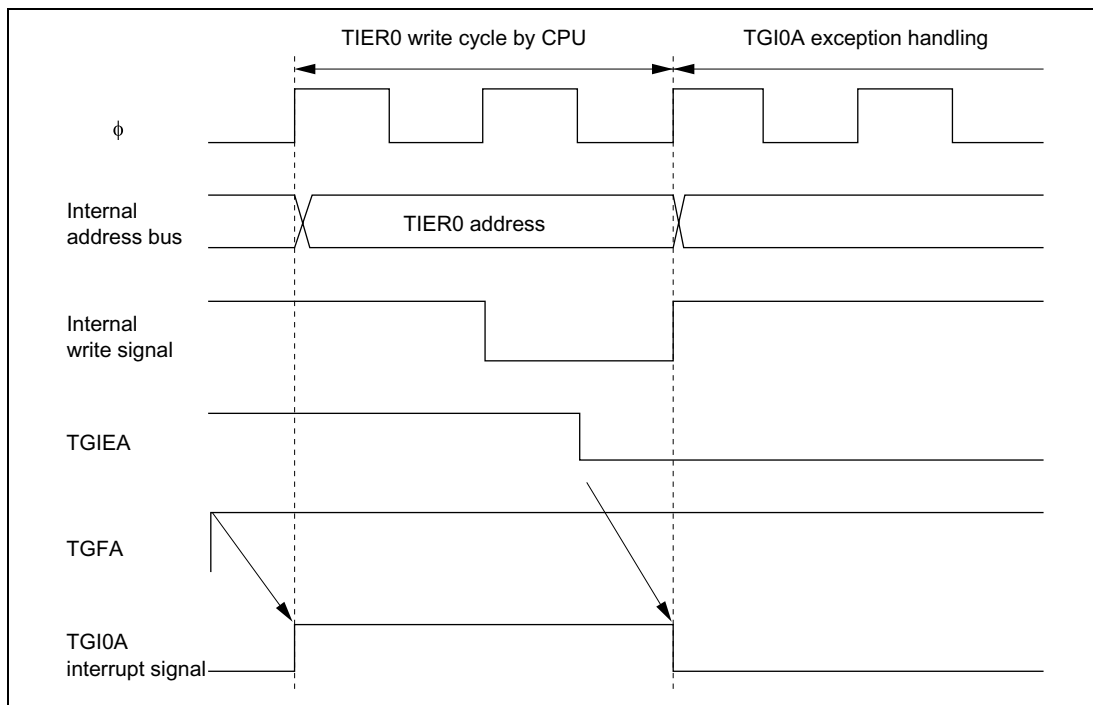 TIER0 write cycle by CPU
TGI0A exception handling
ϕ
Internal
address bus
TIER0 address
Internal
write signal
TGIEA
TGFA
TGI0A
interrupt signal